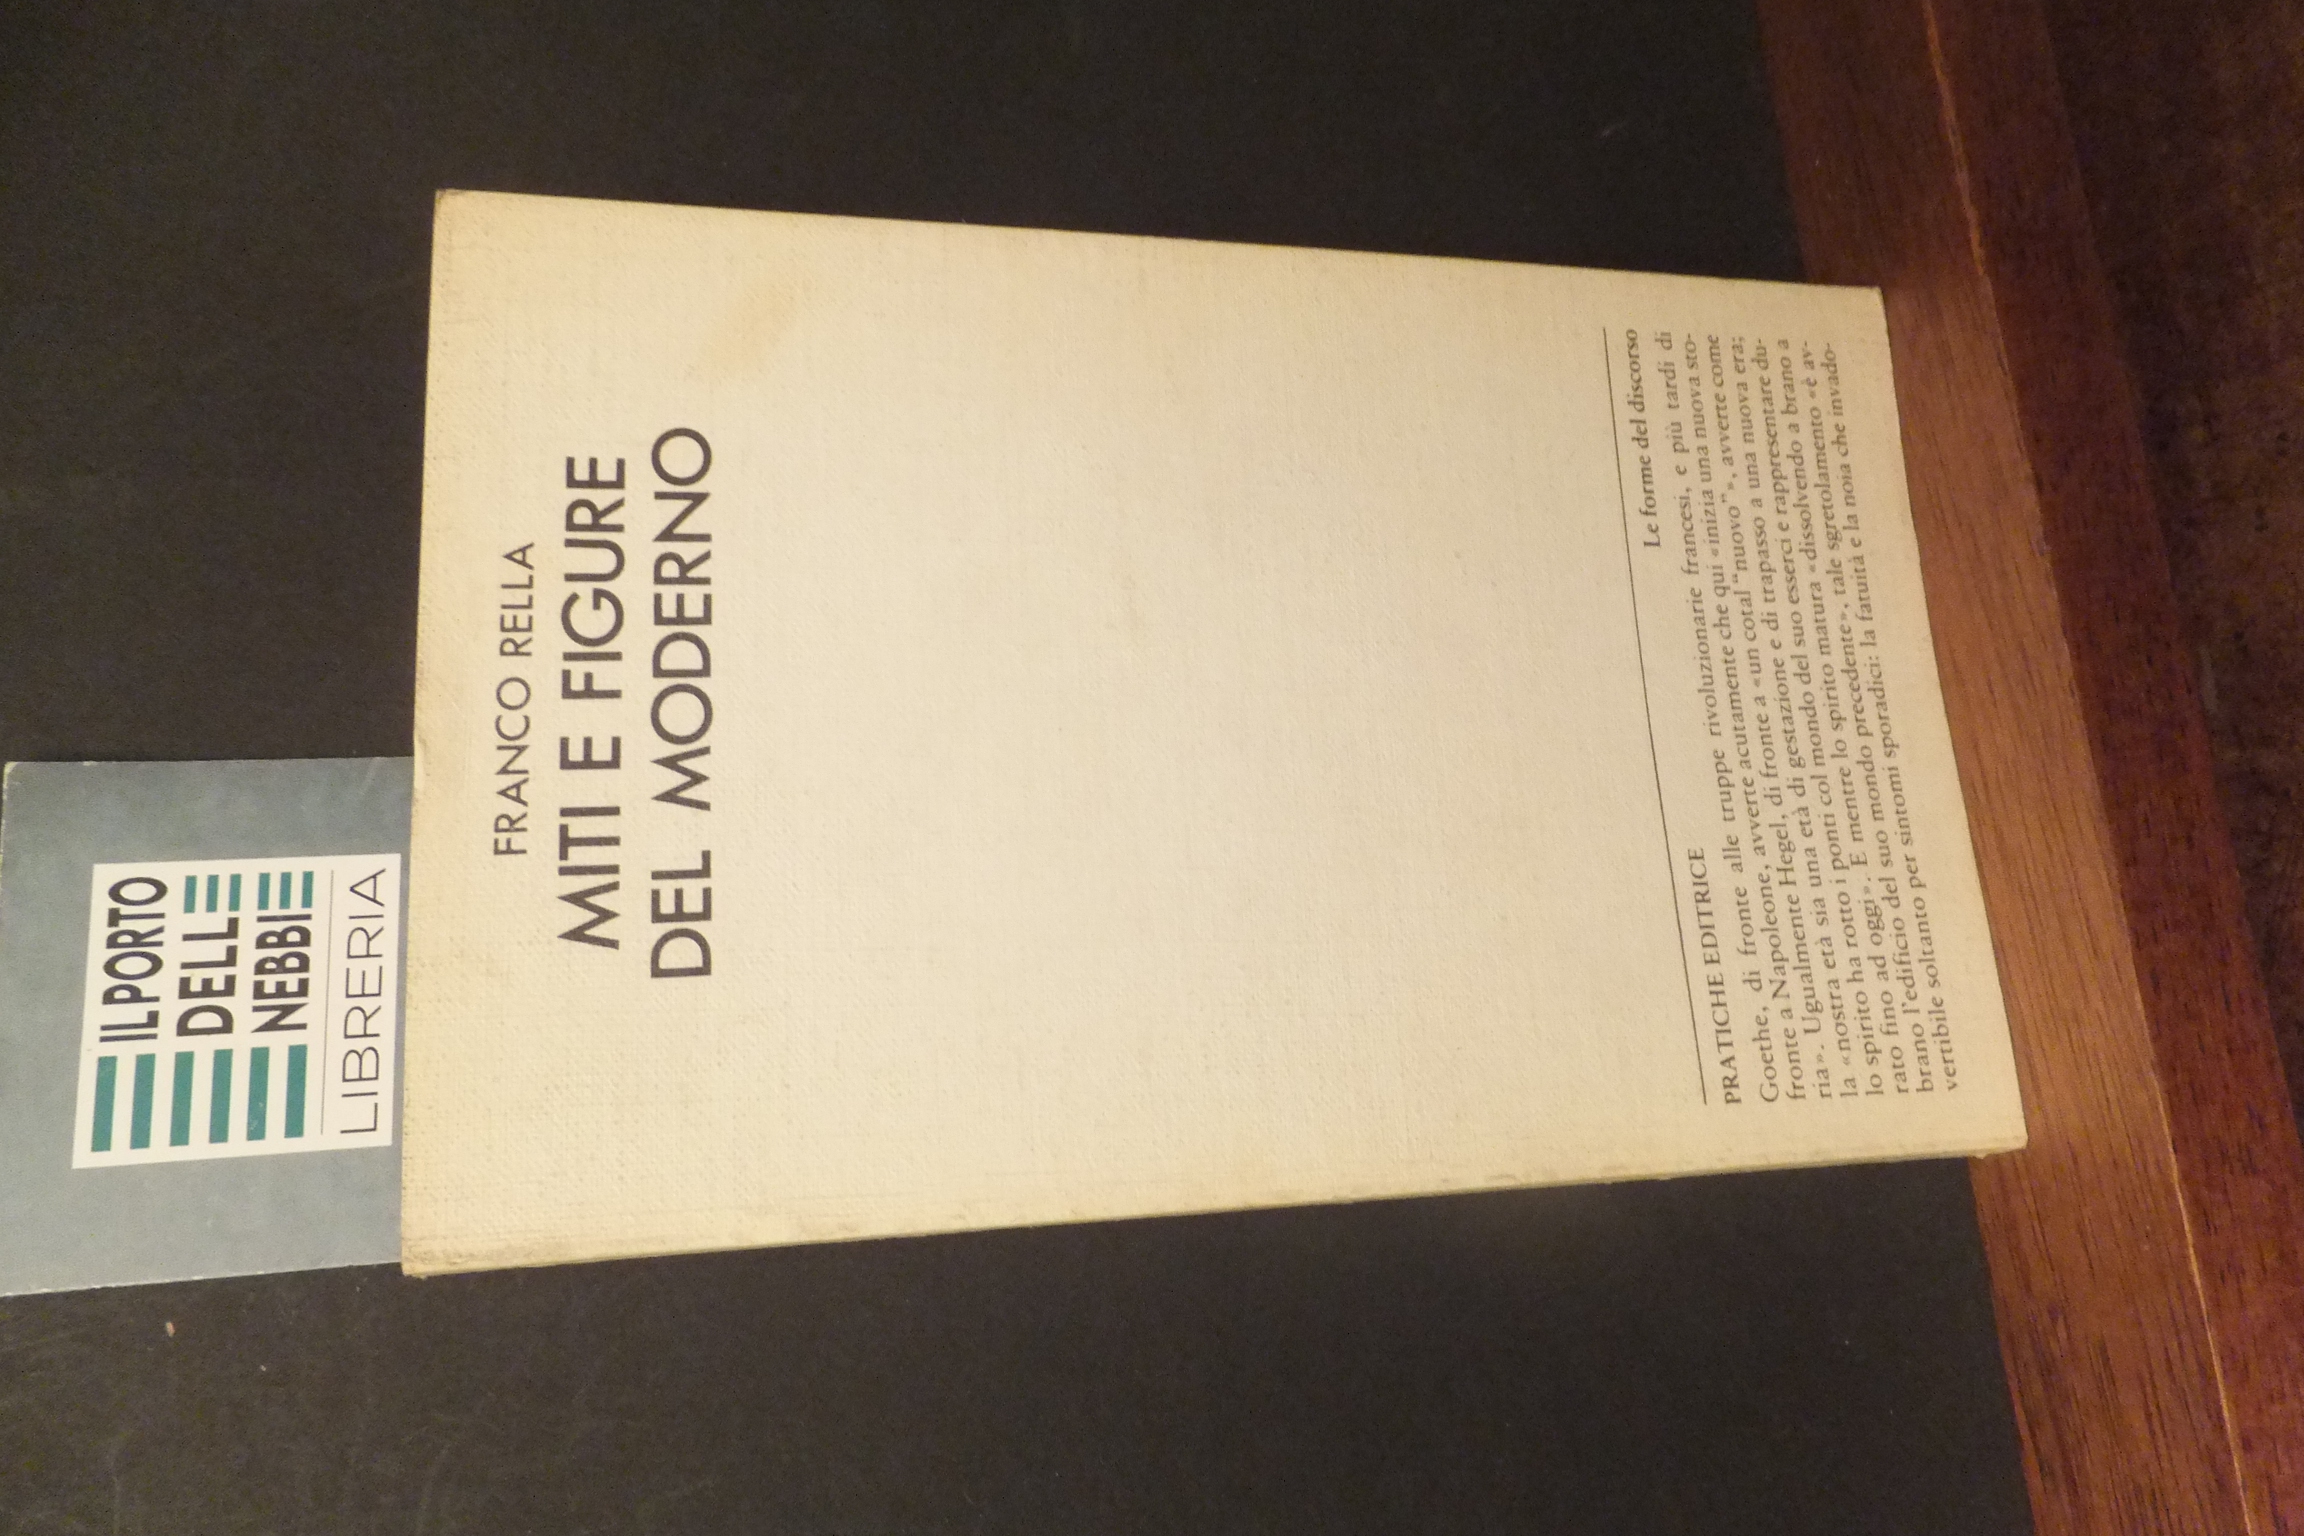 IL PORTO
DELLE
NEBBIE
LIBRERIA
FRANCO RELLA
MITI E FIGURE
DEL MODERNO
PRATICHE EDITRICE Le forme del discorso
Goethe, di fronte alle truppe rivoluzionarie francesi, e più tardi di
fronte a Napoleone, avverte acutamente che qui «inizia una nuova sto-
ria». Ugualmente Hegel, di fronte a «un cotal “nuovo”», avverte come
la «nostra età sia una età di gestazione e di trapasso a una nuova era;
lo spirito ha rotto i ponti col mondo del suo esserci e rappresentare du-
rato fino ad oggi». E mentre lo spirito matura «dissolvendo a brano a
brano l'edificio del suo mondo precedente», tale sgretolamento «è av-
vertibile soltanto per sintomi sporadici: la fatuità e la noia che invado-